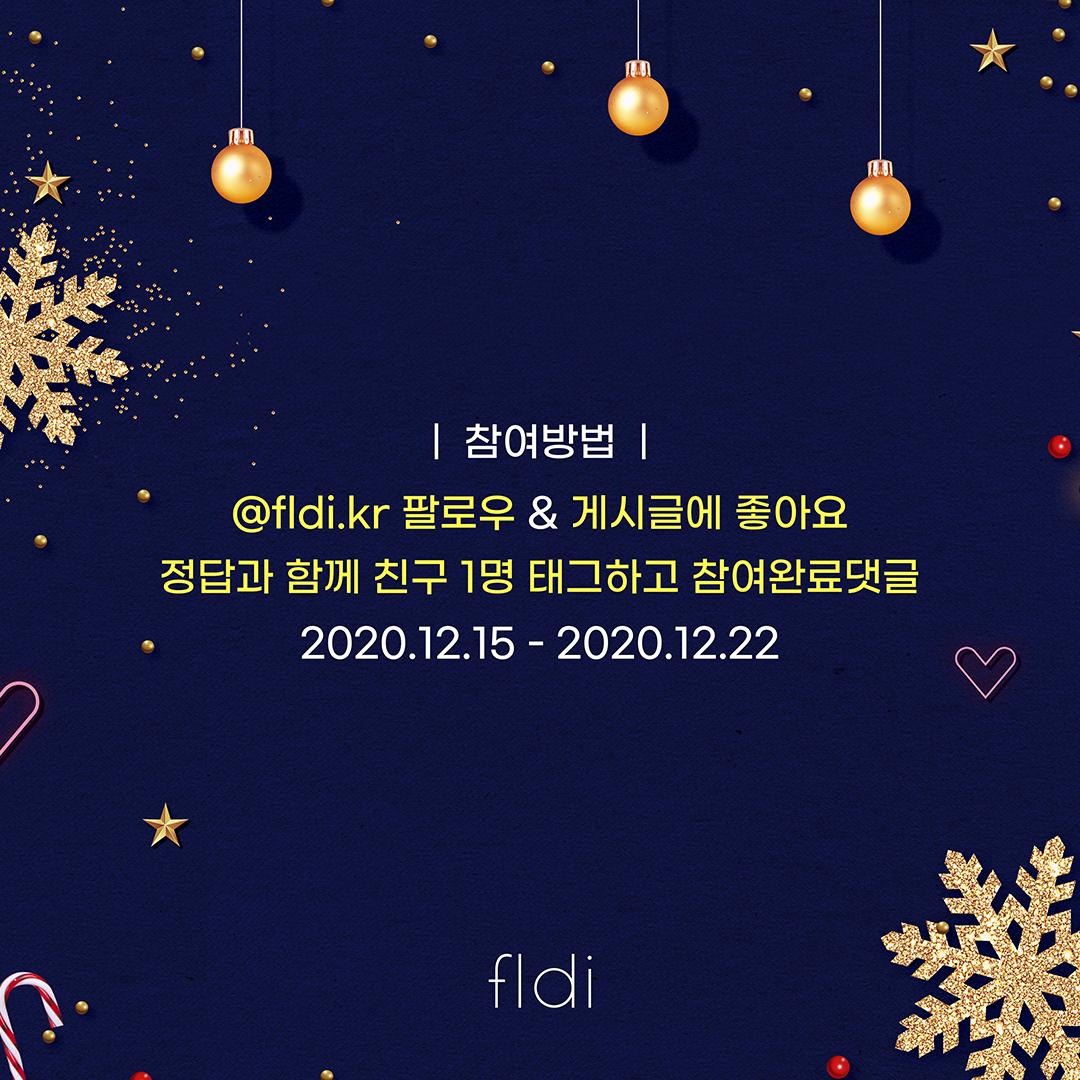 | 참여방법 |
@fldi.kr 팔로우 & 게시글에 좋아요
정답과 함께 친구 1명 태그하고 참여완료댓글
2020.12.15 - 2020.12.22
fldi